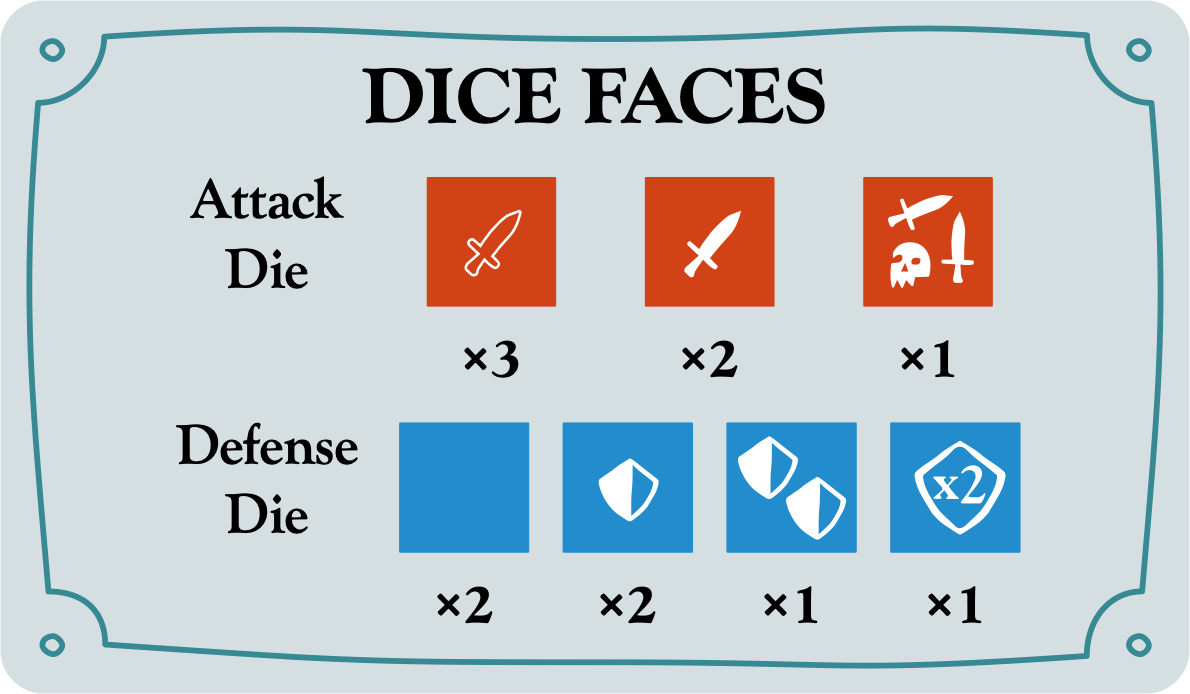 DICE FACES
Attack
Die
×3 ×2 ×1
Defense
Die
x2
×2 ×2 ×1 ×1